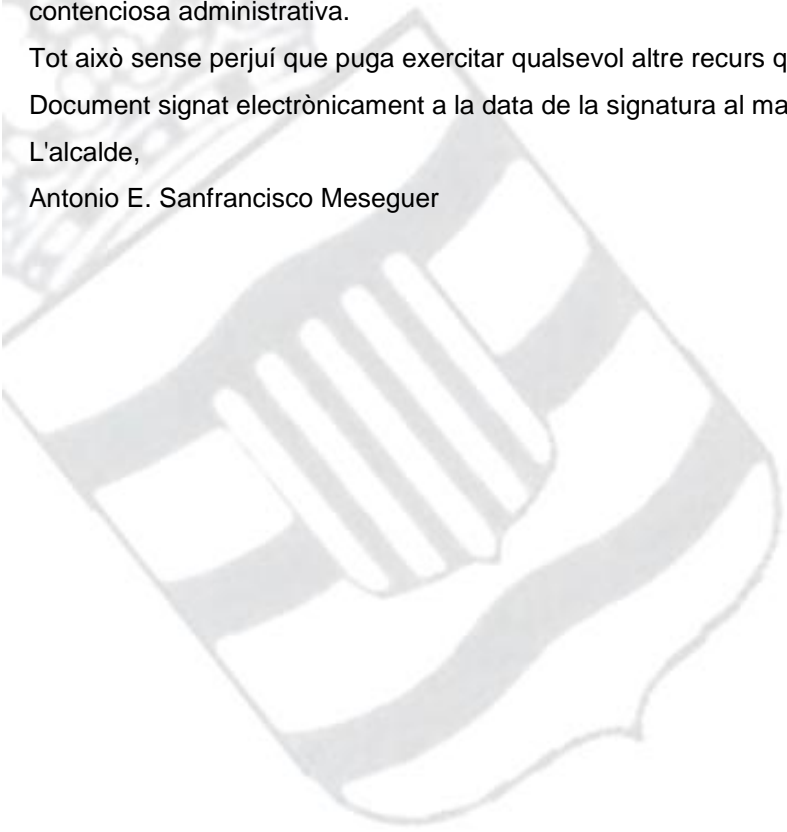 contenciosa administrativa.
Tot això sense perjuí que puga exercitar qualsevol altre recurs q
Document signat electrònicament a la data de la signatura al ma
L'alcalde,
Antonio E. Sanfrancisco Meseguer